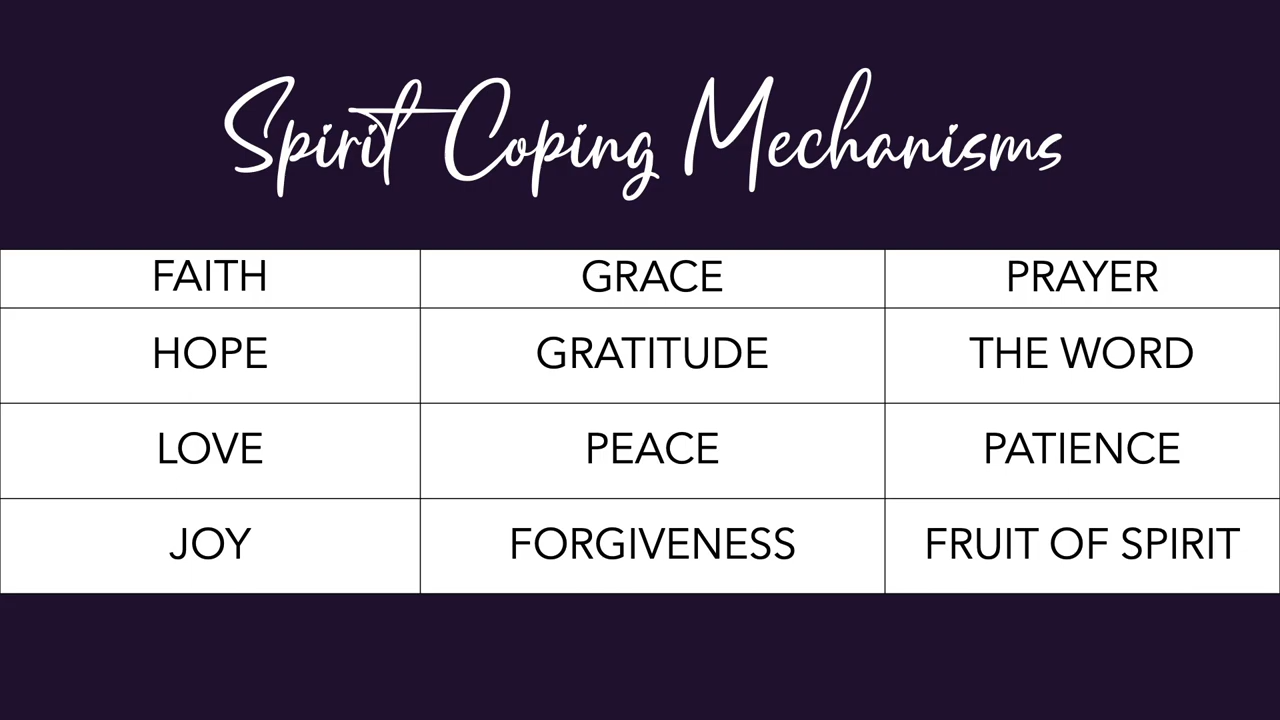 Spirit Coping Mechanisms
FAITH GRACE PRAYER
HOPE GRATITUDE THE WORD
LOVE PEACE PATIENCE
JOY FORGIVENESS FRUIT OF SPIRIT